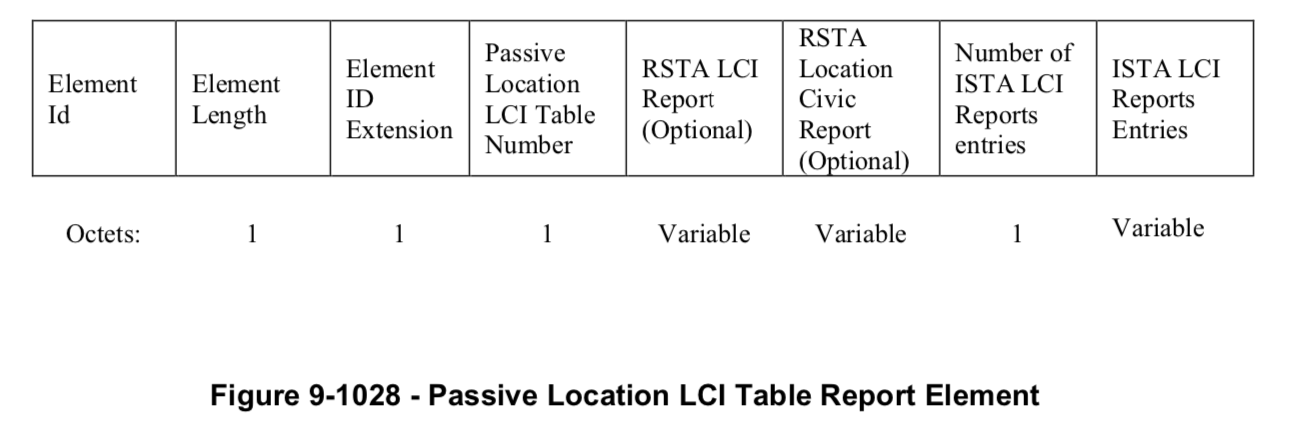 Element
Id
Element
Length
Element
ID
Extension
Passive
Location
LCI Table
Number
RSTA LCI
Report
(Optional)
RSTA
Location
Civic
Report
(Optional)
Number of
ISTA LCI
Reports
entries
ISTA LCI
Reports
Entries
Octets: 1 1 1 Variable Variable 1 Variable
Figure 9-1028 - Passive Location LCI Table Report Element